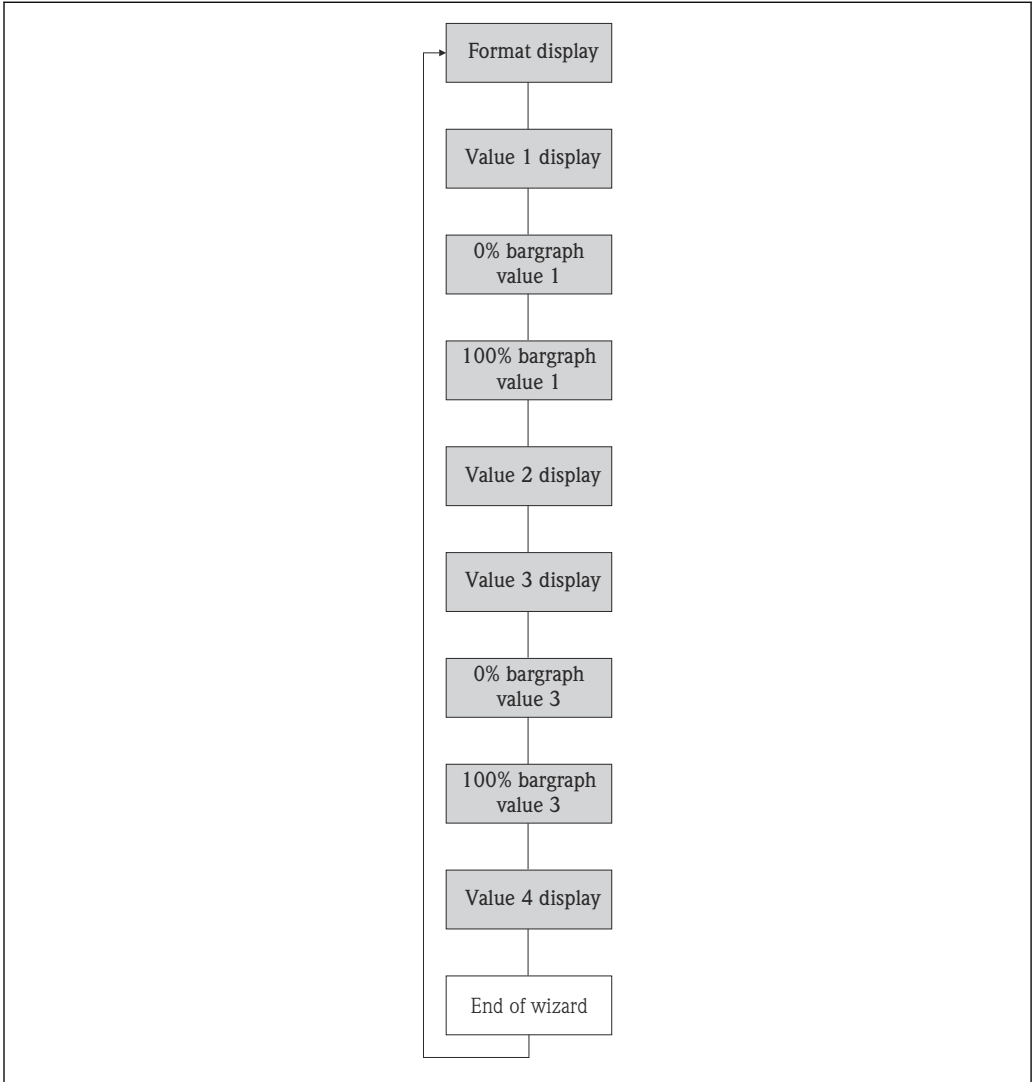 Format display
Value 1 display
0% bargraph
value 1
100% bargraph
value 1
Value 2 display
Value 3 display
0% bargraph
value 3
100% bargraph
value 3
Value 4 display
End of wizard